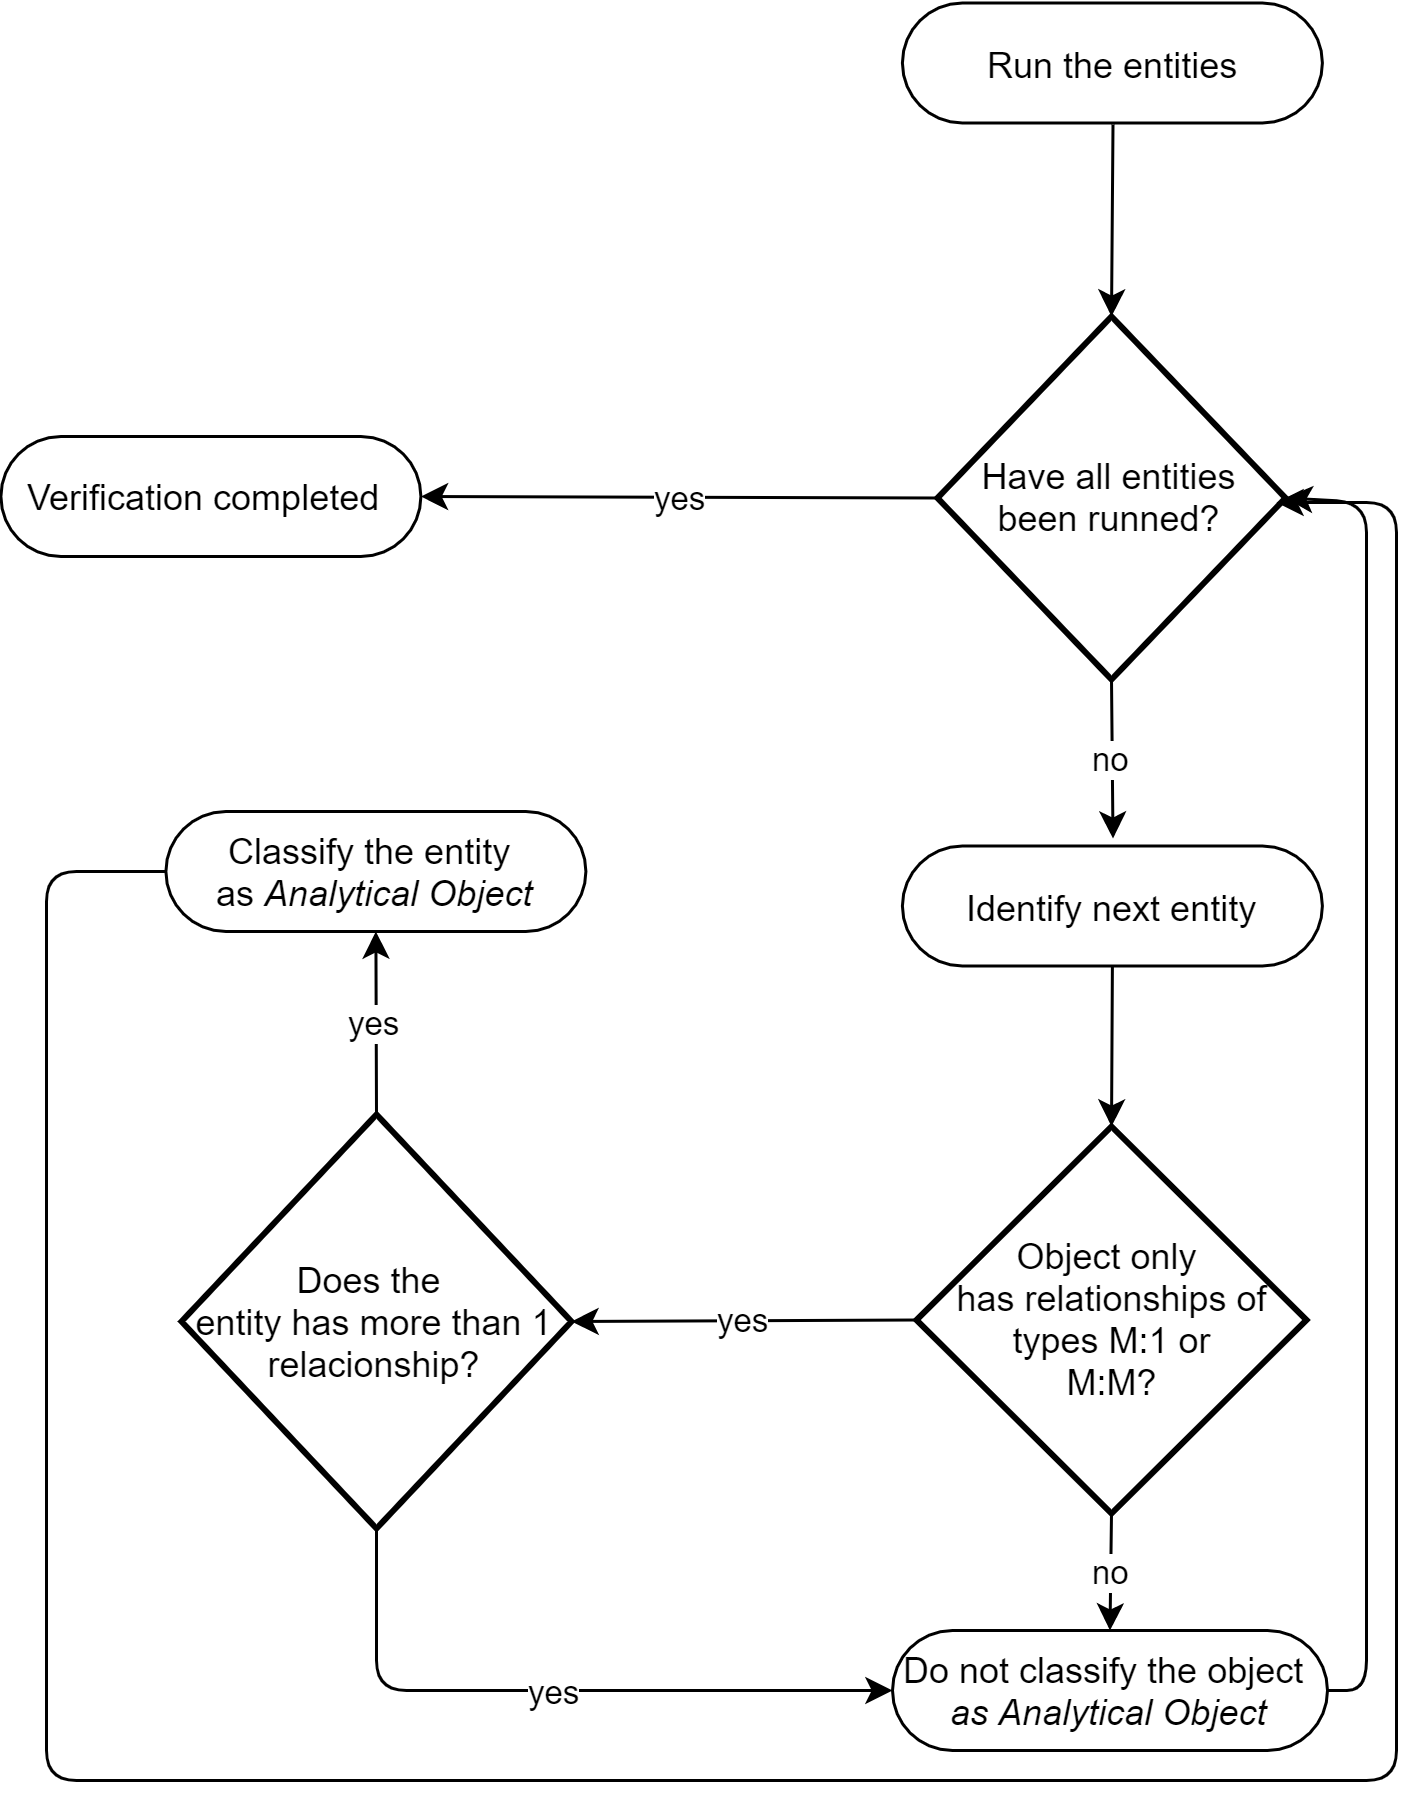 Run the entities
Have all entities
been runned?
yes
Verification completed
no
Identify next entity
Object only
has relationships of
types M:1 or
M:M?
yes
Does the
entity has more than 1
relacionship?
yes
Classify the entity
as Analytical Object
yes
no
Do not classify the object
as Analytical Object